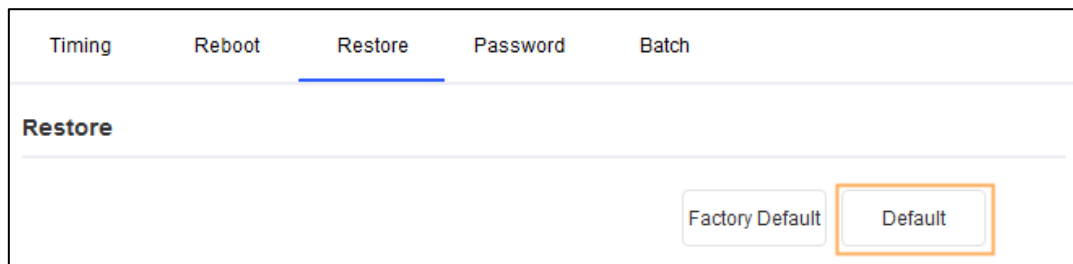 Timing Reboot Restore Password Batch
Restore
Factory Default Default